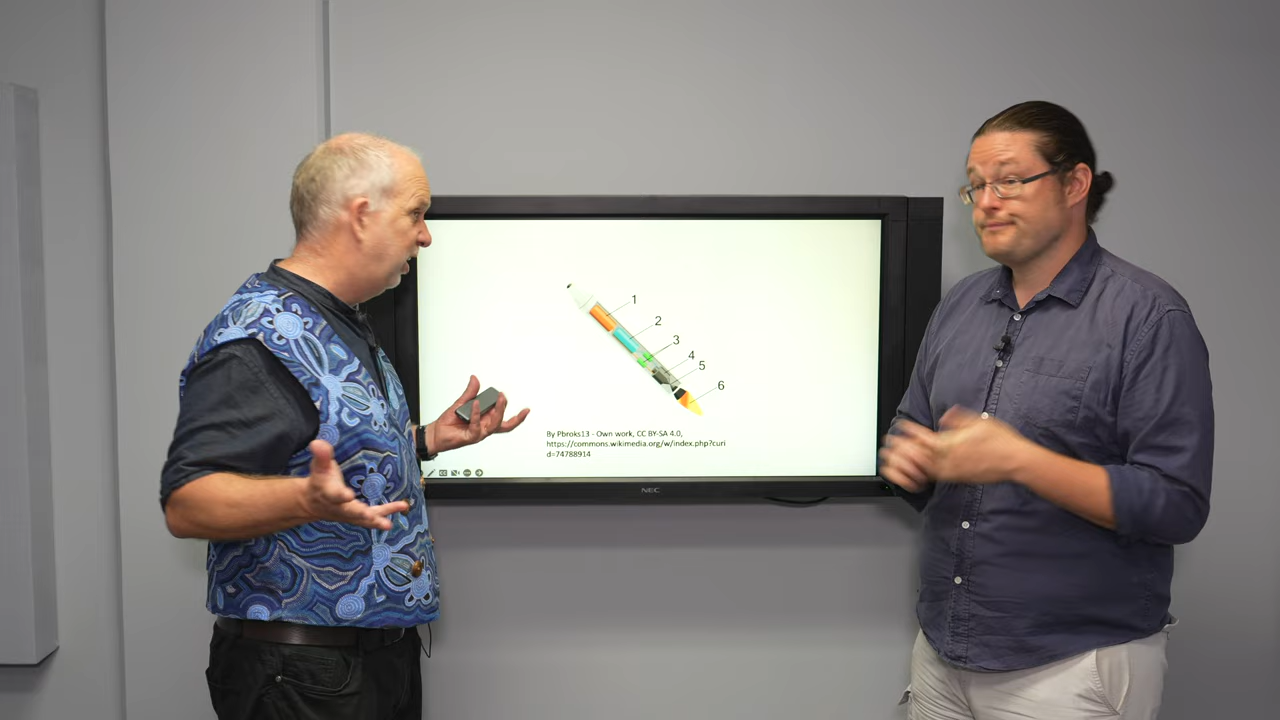 1
2
3
4
5
6
By Pbroks13 - Own work, CC BY-SA 4.0,
https://commons.wikimedia.org/w/index.php?curi
d=74788914
NEC